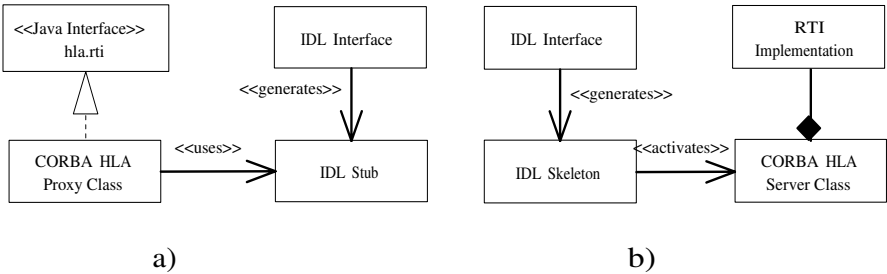 <<Java Interface>>
hla.rti
IDL Interface
<<generates>>
CORBA HLA
Proxy Class
<<uses>>
IDL Stub
a)
IDL Interface
RTI
Implementation
<<generates>>
IDL Skeleton
<<activates>>
CORBA HLA
Server Class
b)